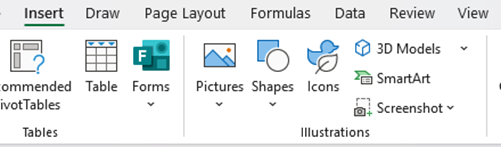 Insert Draw Page Layout Formulas Data Review View
ommended
ivotTables
Table
Forms
Tables
Pictures
Shapes
Icons
3D Models
SmartArt
Screenshot
Illustrations